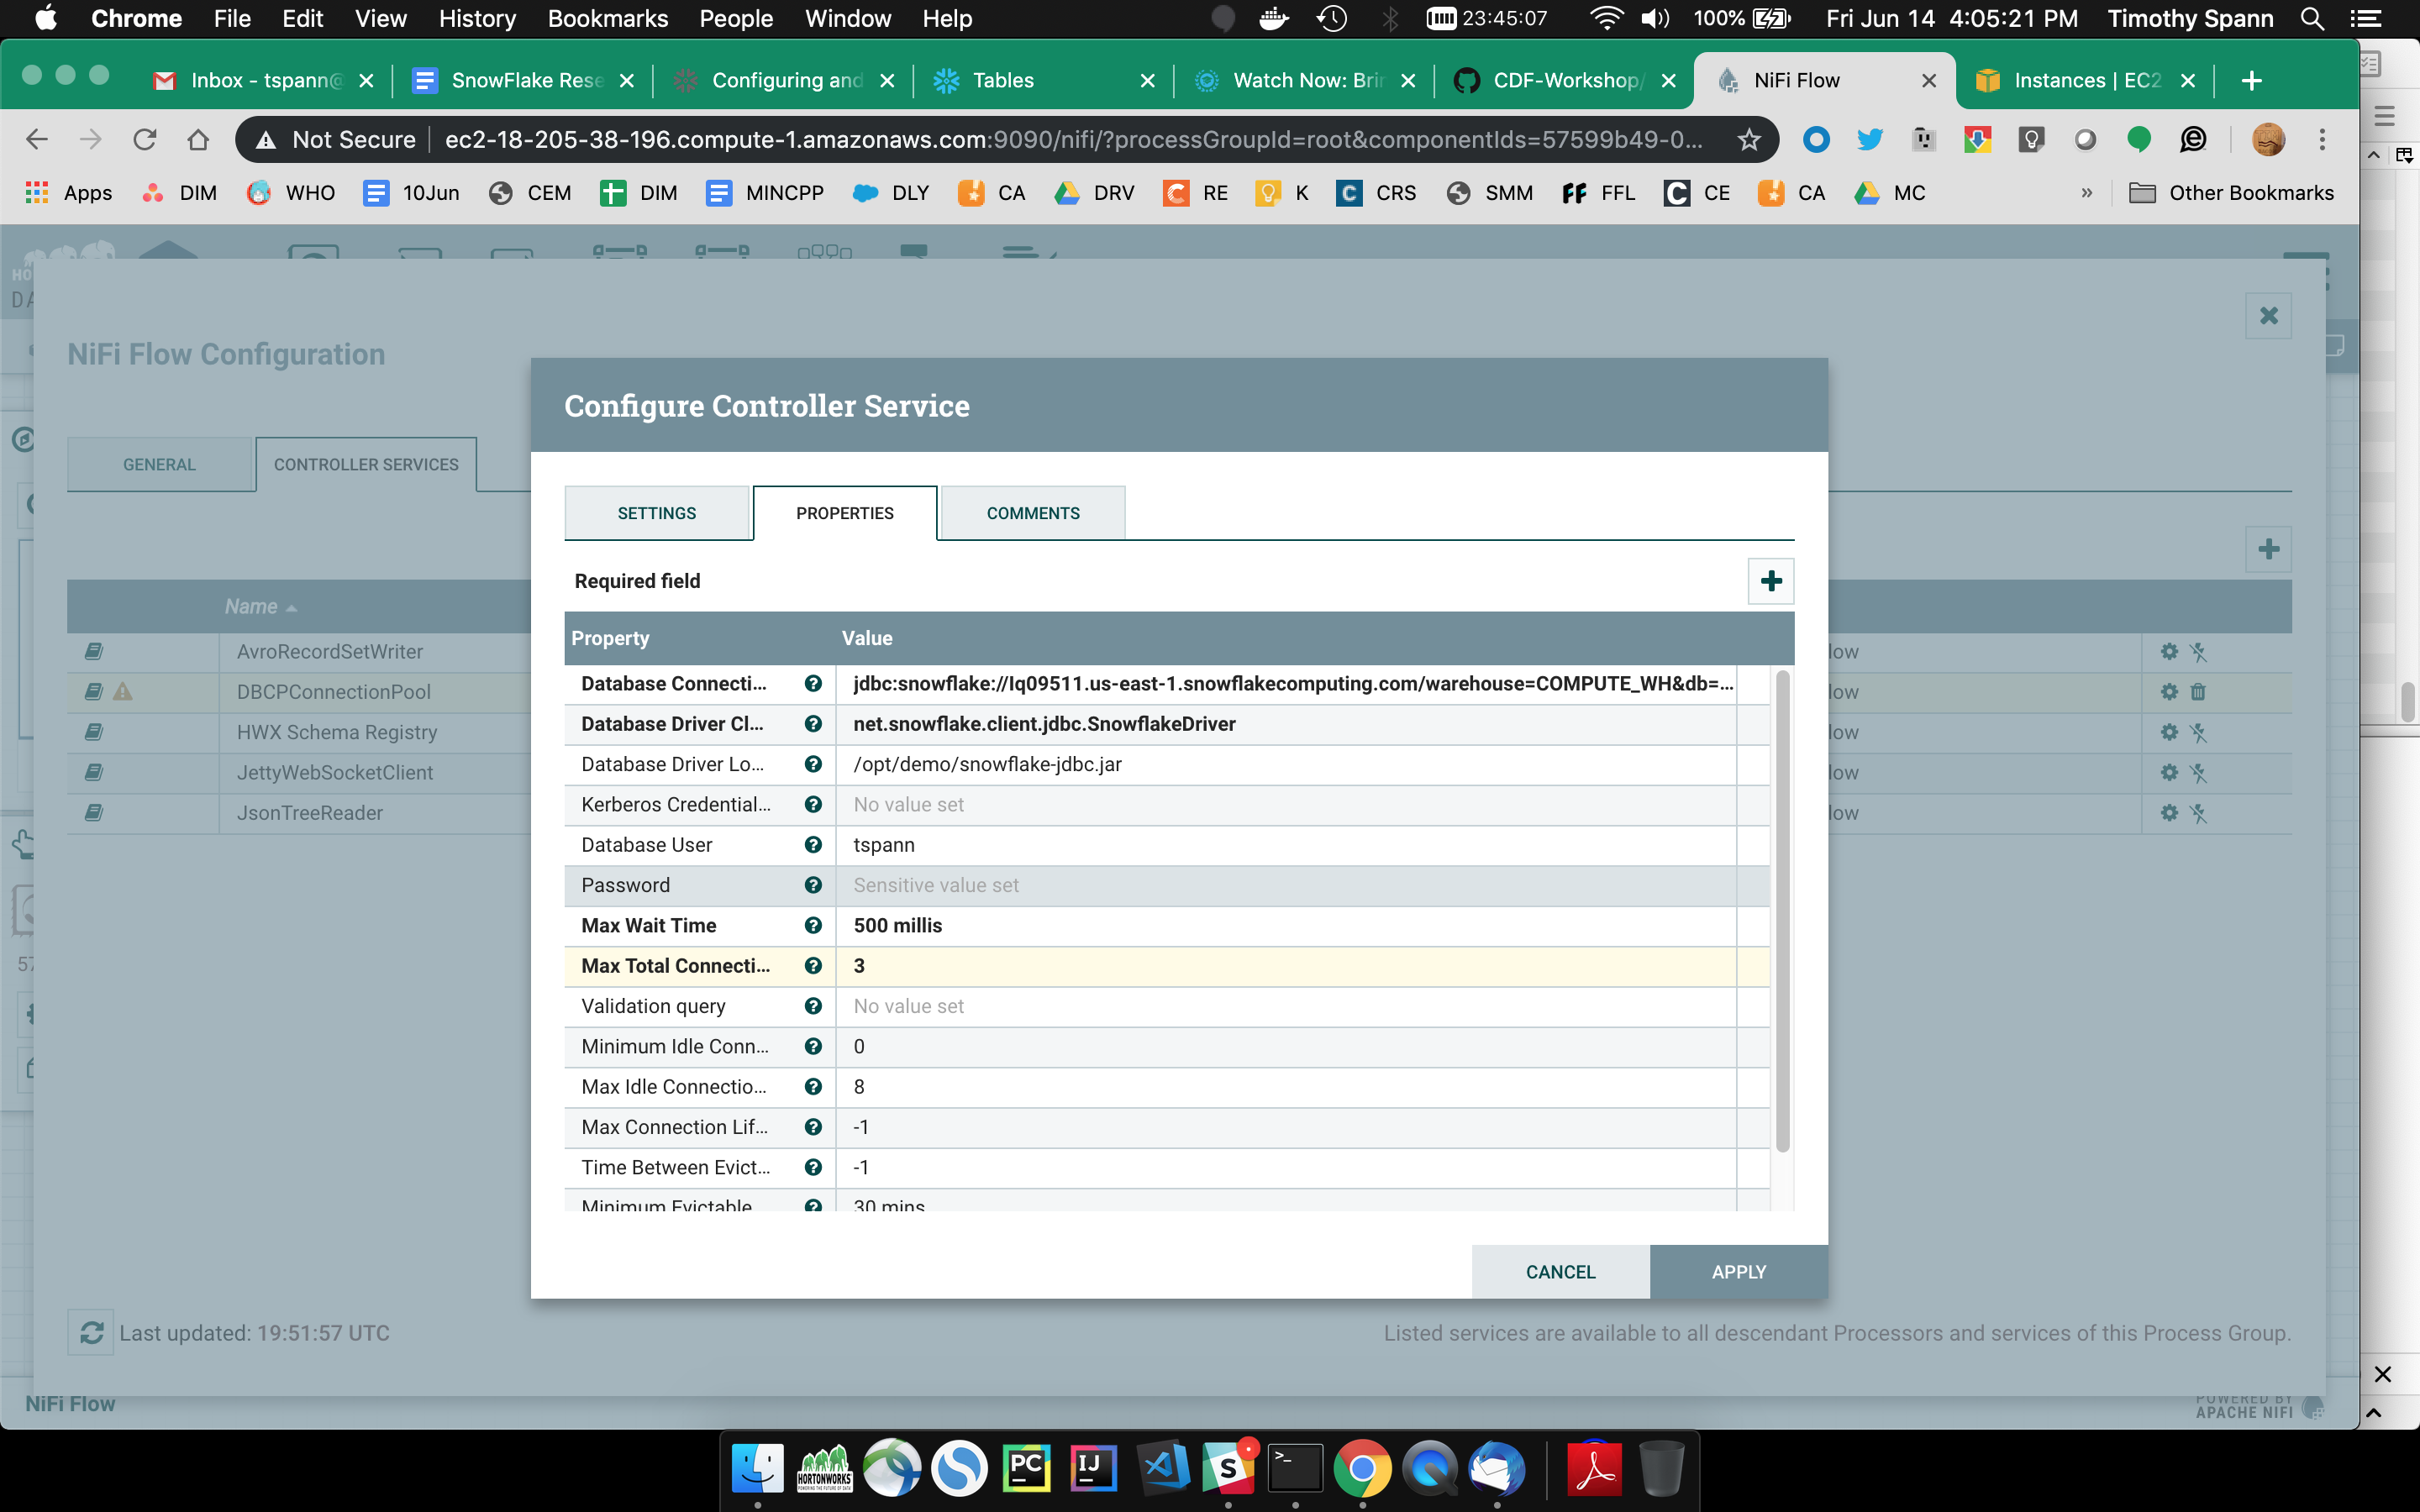 Chrome File Edit View History Bookmarks People Window Help 23:45:07 100% Fri Jun 14 4:05:21 PM Timothy Spann
Inbox - tspann@ SnowFlake Rese Configuring and Tables Watch Now: Brin CDF-Workshop/ NiFi Flow Instances | EC2
Not Secure ec2-18-205-38-196.compute-1.amazonaws.com:9090/nifi/?processGroupId=root&componentIds=57599b49-0...
Apps DIM WHO 10Jun CEM DIM MINCPP DLY CA DRV RE K CRS SMM FFL CE CA MC » Other Bookmarks
NiFi Flow Configuration
GENERAL CONTROLLER SERVICES
Name
AvroRecordSetWriter
DBCPConnectionPool
HWX Schema Registry
JettyWebSocketClient
JsonTreeReader
Configure Controller Service
SETTINGS PROPERTIES COMMENTS
Required field
Property Value
Database Connecti... jdbc:snowflake://lq09511.us-east-1.snowflakecomputing.com/warehouse=COMPUTE_WH&db=...
Database Driver Cl... net.snowflake.client.jdbc.SnowflakeDriver
Database Driver Lo... /opt/demo/snowflake-jdbc.jar
Kerberos Credential... No value set
Database User tspann
Password Sensitive value set
Max Wait Time 500 millis
Max Total Connecti... 3
Validation query No value set
Minimum Idle Conn... 0
Max Idle Connectio... 8
Max Connection Lif... -1
Time Between Evict... -1
Minimum Evictable 30 mins
CANCEL APPLY
low
low
low
low
low
Last updated: 19:51:57 UTC
Listed services are available to all descendant Processors and services of this Process Group.
NiFi Flow
POWERED BY
APACHE NIFI
HORTONWORKS
PC
IJ